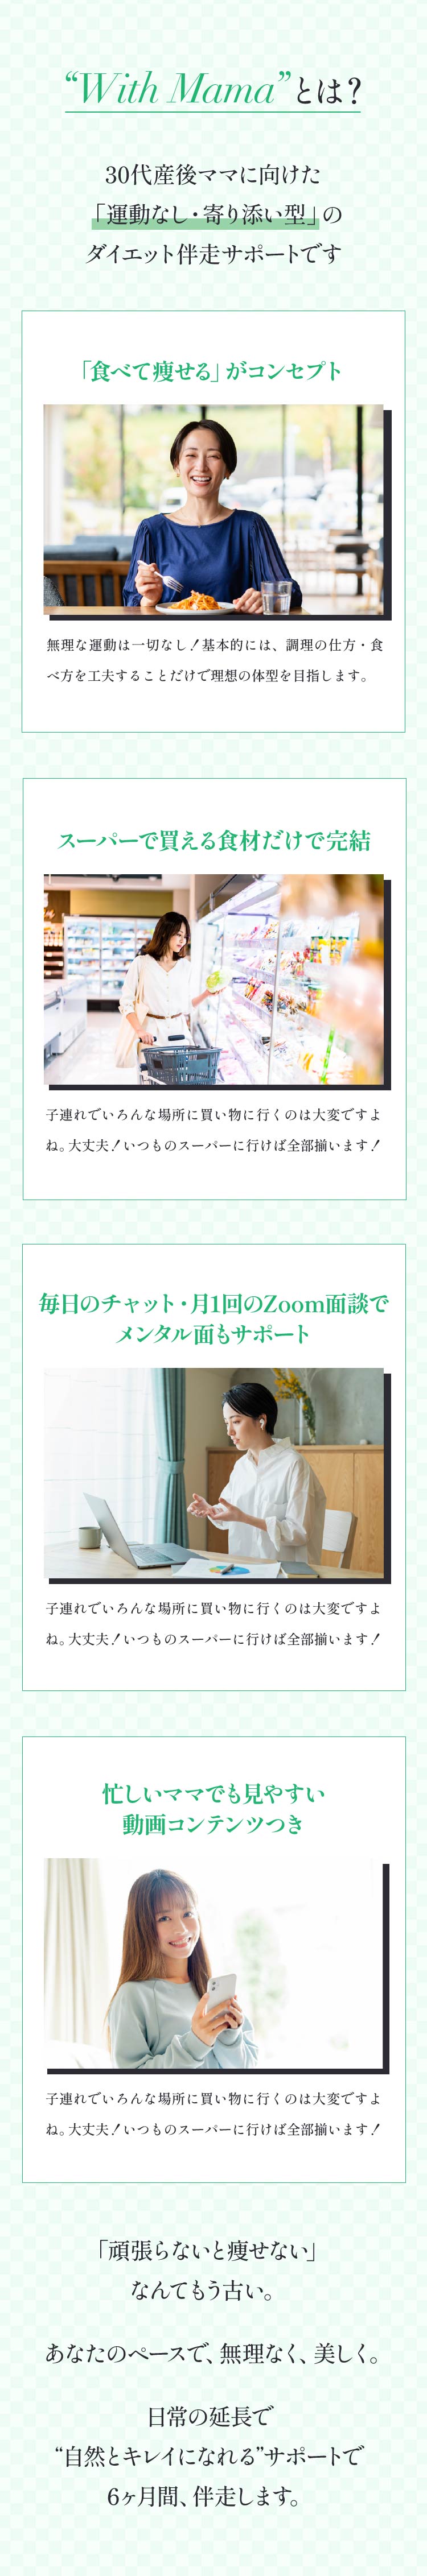 “With Mama”とは？
30代産後ママに向けた
「運動なし・寄り添い型」の
ダイエット伴走サポートです
「食べて痩せる」がコンセプト
無理な運動は一切なし！基本的には、調理の仕方・食
べ方を工夫することだけで理想の体型を目指します。
スーパーで買える食材だけで完結
子連れでいろんな場所に買い物に行くのは大変ですよ
ね。大丈夫！いつものスーパーに行けば全部揃います！
毎日のチャット・月1回のZoom面談で
メンタル面もサポート
子連れでいろんな場所に買い物に行くのは大変ですよ
ね。大丈夫！いつものスーパーに行けば全部揃います！
忙しいママでも見やすい
動画コンテンツつき
子連れでいろんな場所に買い物に行くのは大変ですよ
ね。大丈夫！いつものスーパーに行けば全部揃います！
「頑張らないと痩せない」
なんてもう古い。
あなたのペースで、無理なく、美しく。
日常の延長で
“自然とキレイになれる”サポートで
6ヶ月間、伴走します。